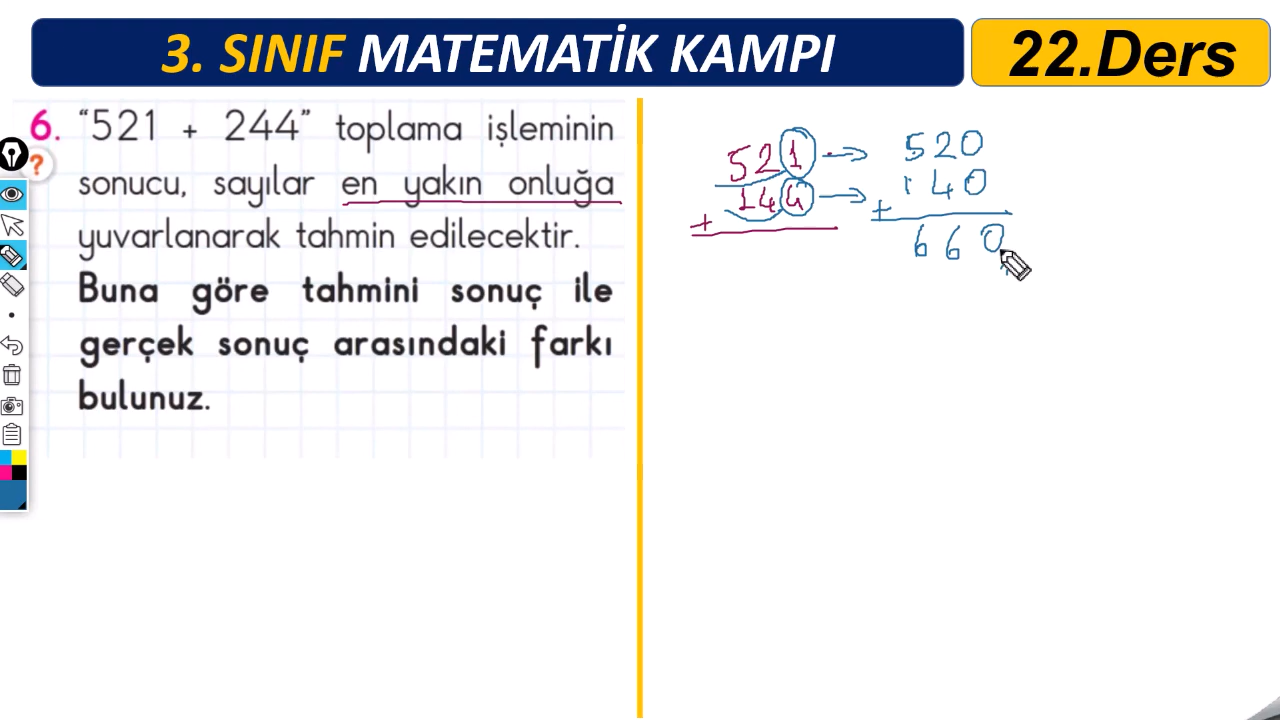 3. SINIF MATEMATİK KAMPI
22.Ders
6. “521 + 244” toplama işleminin
sonucu, sayılar en yakın onluğa
yuvarlanarak tahmin edilecektir.
Buna göre tahmini sonuç ile
gerçek sonuç arasındaki farkı
bulunuz.
?
521 → 520
144 → 140
+ +
660